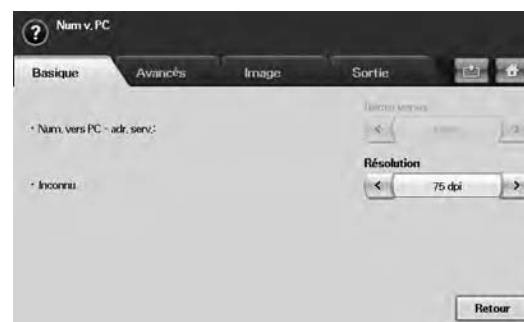 ? Num v. PC
Basique Avancés Image Sortie
• Num. vers PC - adr. serv.:
Résolution
• Inconnu
< 75 dpi >
Retour